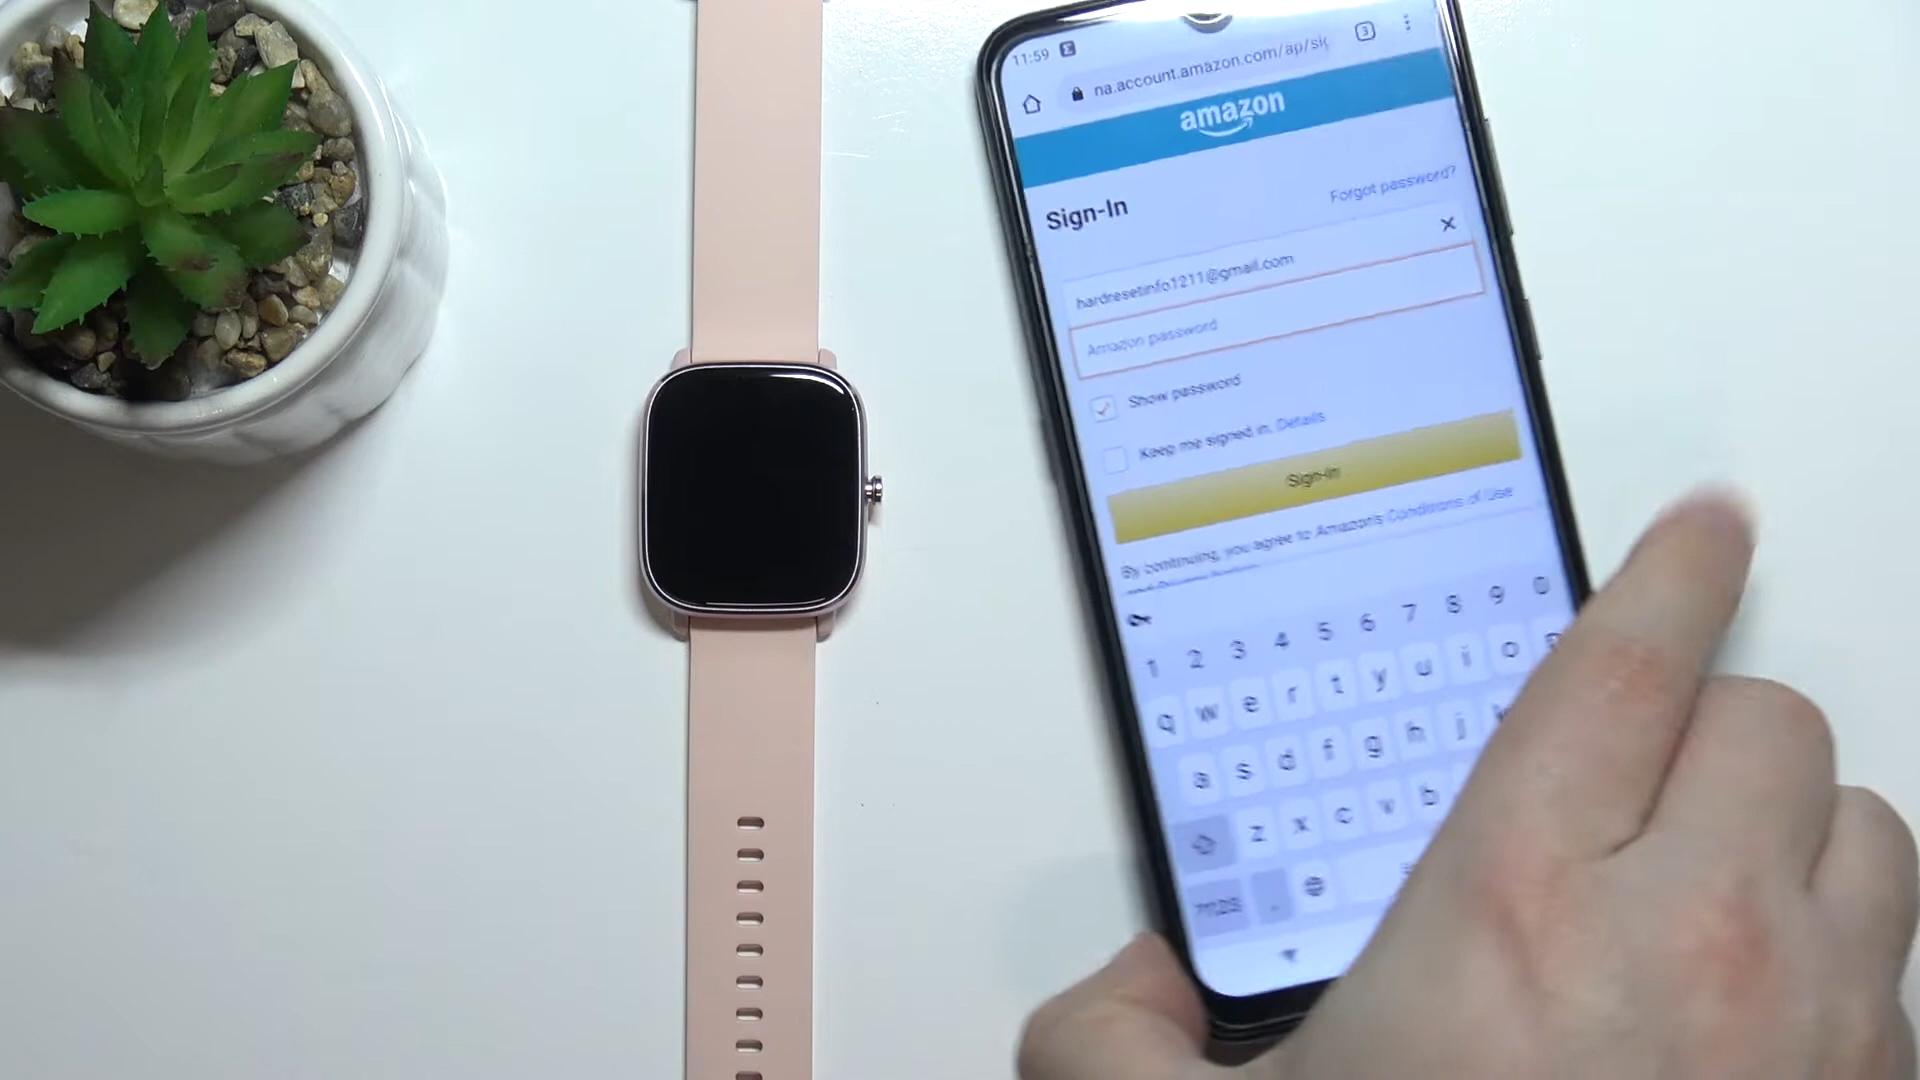 11:59
na.account.amazon.com/ap/si
3
amazon
Sign-In
Forgot password?
hardresetinfo1211@gmail.com
Amazon password
Show password
Keep me signed in. Details
Sign-In
By continuing, you agree to Amazon's Conditions of Use
1 2 3 4 5 6 7 8 9 0
q w e r t y u i o p
a s d f g h j
z x c v b
?123 ,